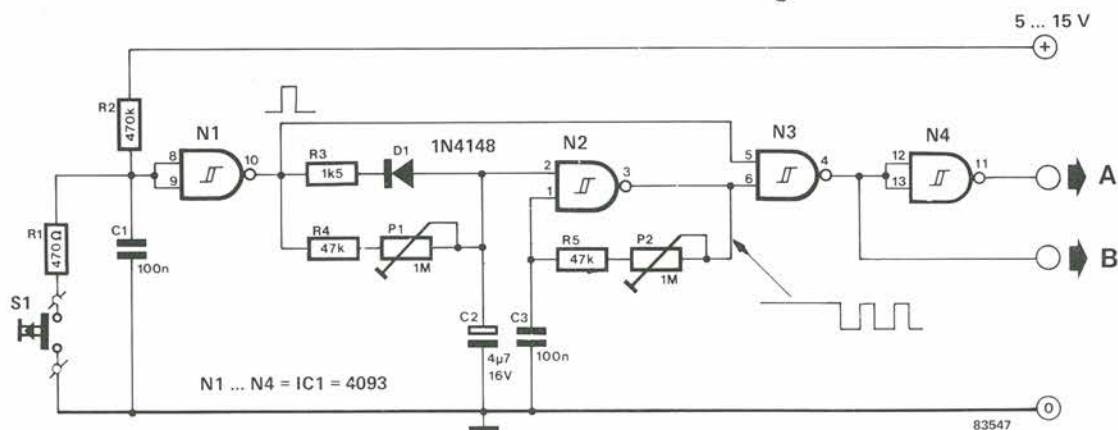 5 ... 15 V
+
R2
470k
N1
8
9
10
R3
1k5
D1
1N4148
N2
2
1
3
N3
5
6
4
N4
12
13
11
A
B
R1
470Ω
C1
100n
R4
47k
P1
1M
R5
47k
P2
1M
S1
C2
4µ7
16V
C3
100n
N1 ... N4 = IC1 = 4093
0
83547